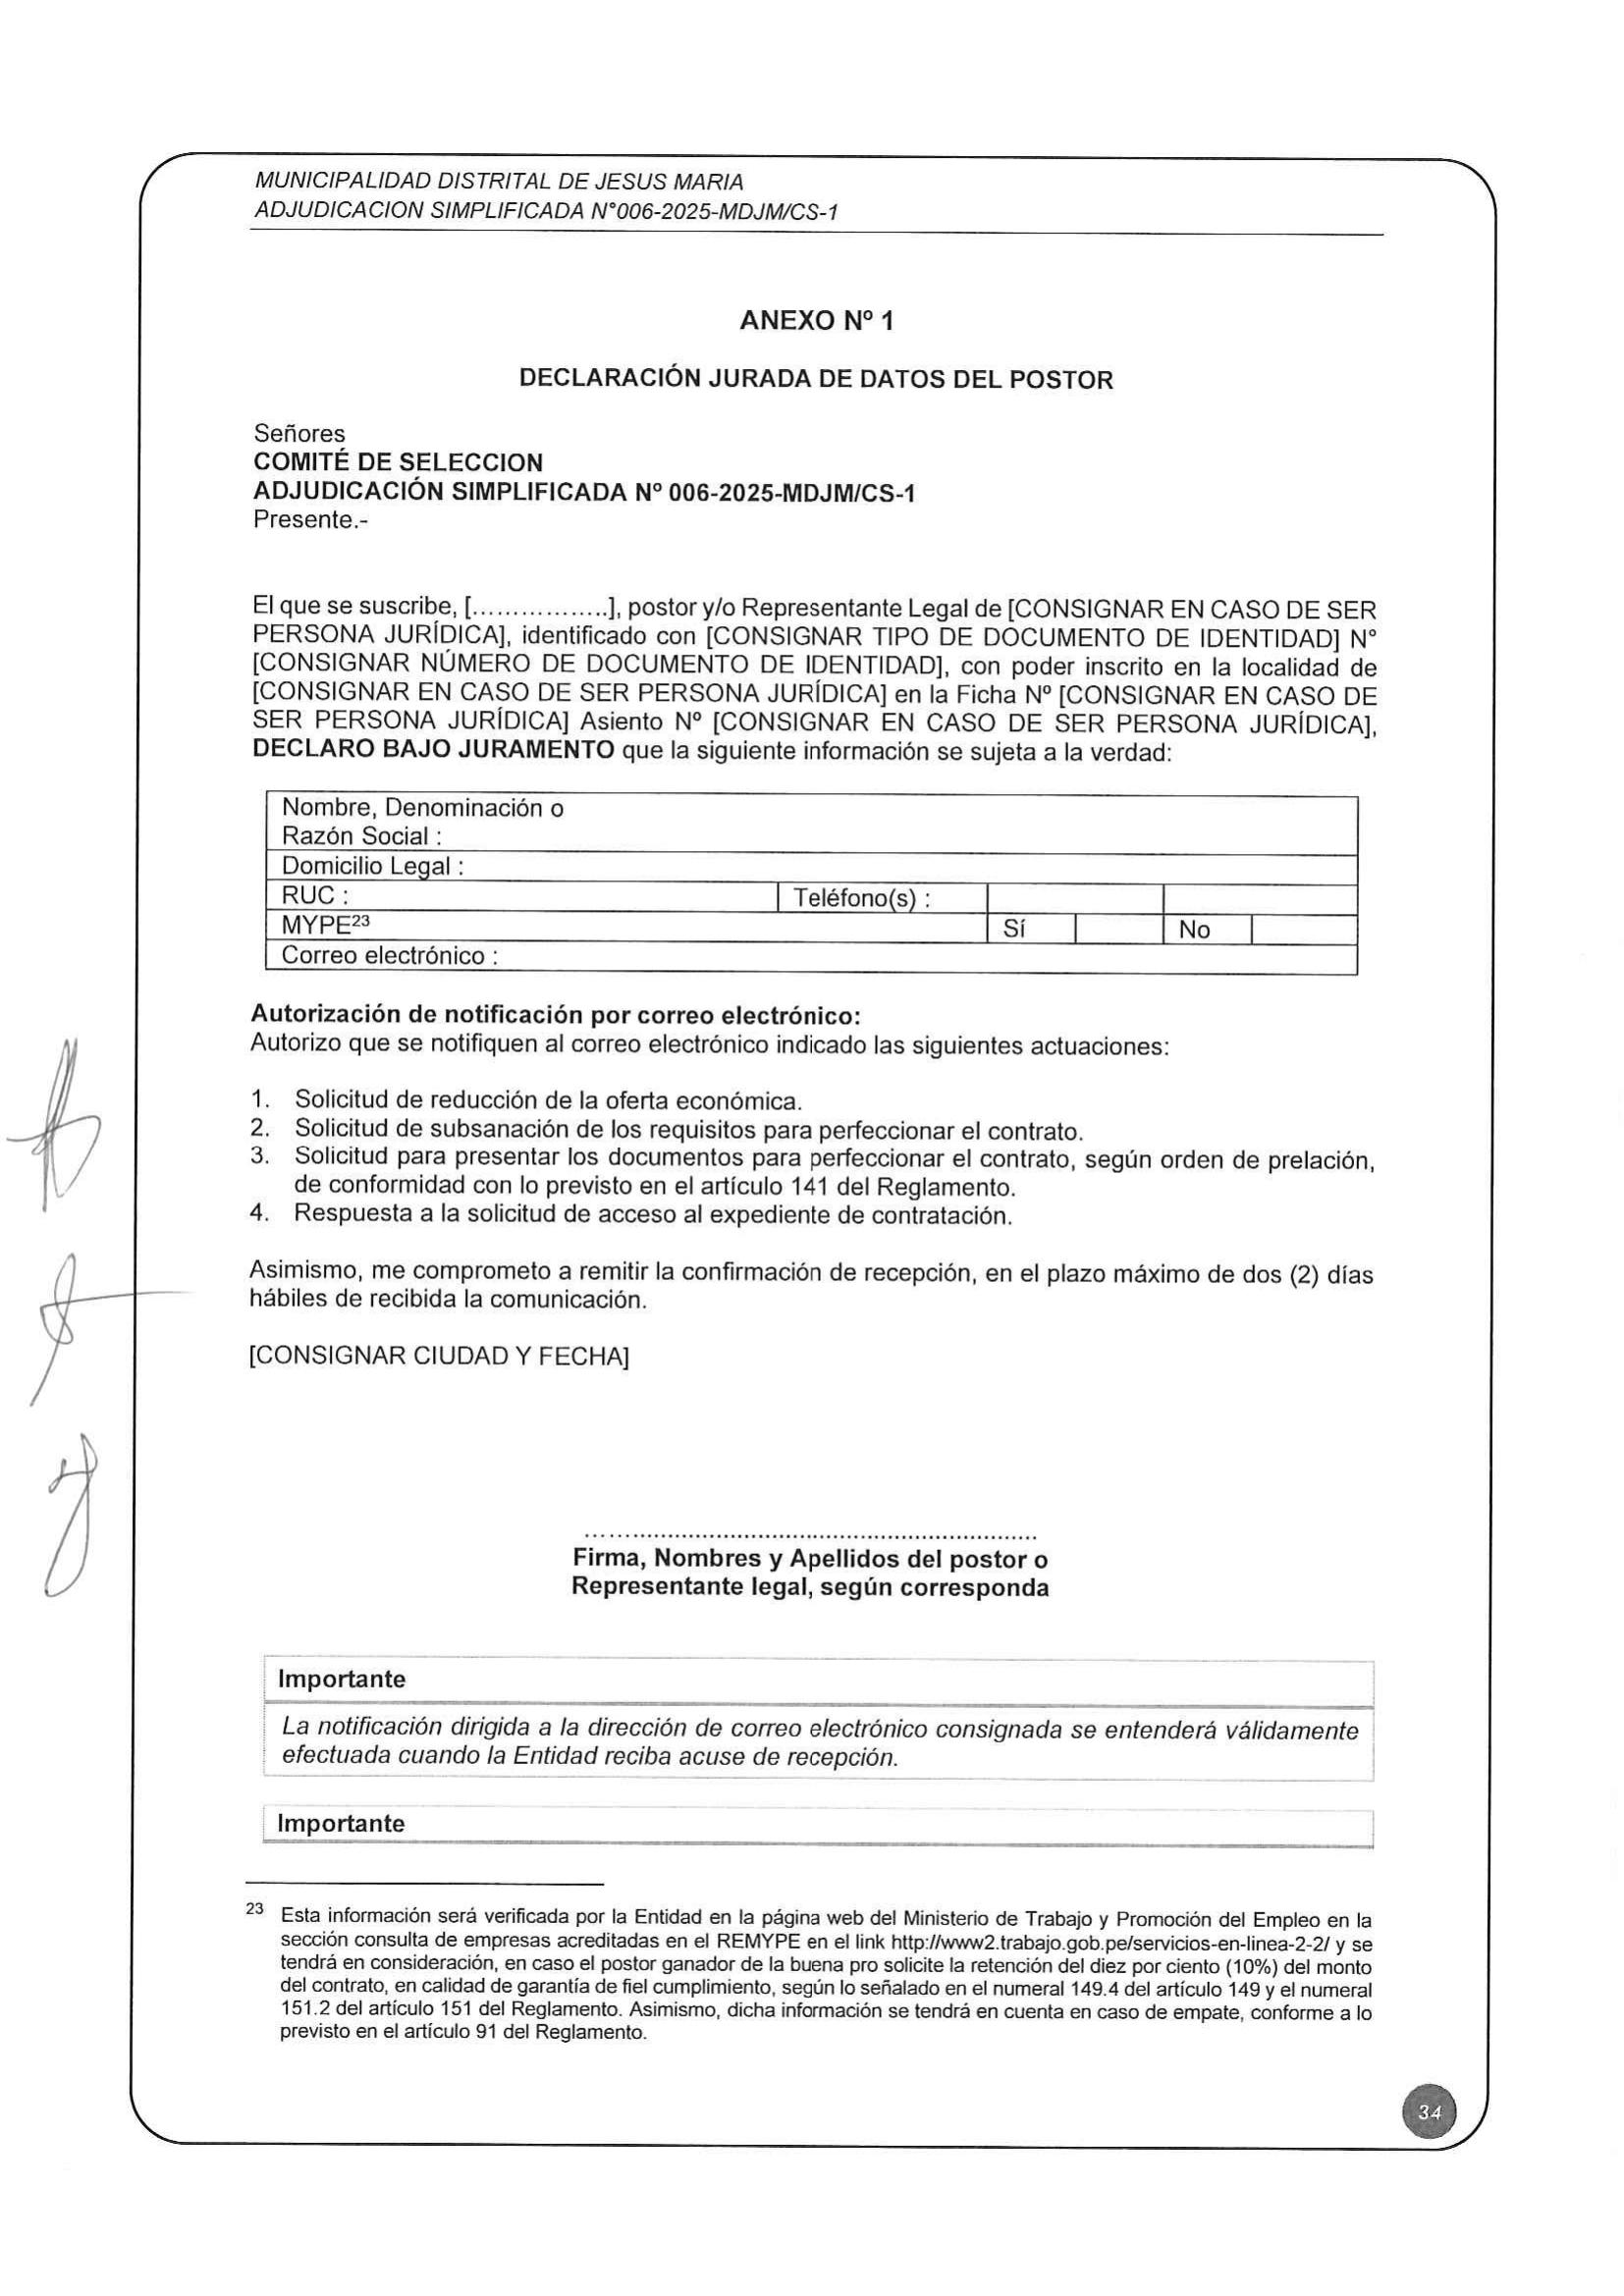 MUNICIPALIDAD DISTRITAL DE JESUS MARIA
ADJUDICACION SIMPLIFICADA N°006-2025-MDJM/CS-1
ANEXO Nº 1
DECLARACIÓN JURADA DE DATOS DEL POSTOR
Señores
COMITÉ DE SELECCION
ADJUDICACIÓN SIMPLIFICADA Nº 006-2025-MDJM/CS-1
Presente.-
El que se suscribe, [……………..], postor y/o Representante Legal de [CONSIGNAR EN CASO DE SER
PERSONA JURÍDICA], identificado con [CONSIGNAR TIPO DE DOCUMENTO DE IDENTIDAD] N°
[CONSIGNAR NÚMERO DE DOCUMENTO DE IDENTIDAD], con poder inscrito en la localidad de
[CONSIGNAR EN CASO DE SER PERSONA JURÍDICA] en la Ficha Nº [CONSIGNAR EN CASO DE
SER PERSONA JURÍDICA] Asiento Nº [CONSIGNAR EN CASO DE SER PERSONA JURÍDICA],
DECLARO BAJO JURAMENTO que la siguiente información se sujeta a la verdad:
Nombre, Denominación o
Razón Social :
Domicilio Legal :
RUC : Teléfono(s) :
MYPE23 Sí No
Correo electrónico :
Autorización de notificación por correo electrónico:
Autorizo que se notifiquen al correo electrónico indicado las siguientes actuaciones:
1. Solicitud de reducción de la oferta económica.
2. Solicitud de subsanación de los requisitos para perfeccionar el contrato.
3. Solicitud para presentar los documentos para perfeccionar el contrato, según orden de prelación,
de conformidad con lo previsto en el artículo 141 del Reglamento.
4. Respuesta a la solicitud de acceso al expediente de contratación.
Asimismo, me comprometo a remitir la confirmación de recepción, en el plazo máximo de dos (2) días
hábiles de recibida la comunicación.
[CONSIGNAR CIUDAD Y FECHA]
……...........................................................
Firma, Nombres y Apellidos del postor o
Representante legal, según corresponda
Importante
La notificación dirigida a la dirección de correo electrónico consignada se entenderá válidamente
efectuada cuando la Entidad reciba acuse de recepción.
Importante
23 Esta información será verificada por la Entidad en la página web del Ministerio de Trabajo y Promoción del Empleo en la
sección consulta de empresas acreditadas en el REMYPE en el link http://www2.trabajo.gob.pe/servicios-en-linea-2-2/ y se
tendrá en consideración, en caso el postor ganador de la buena pro solicite la retención del diez por ciento (10%) del monto
del contrato, en calidad de garantía de fiel cumplimiento, según lo señalado en el numeral 149.4 del artículo 149 y el numeral
151.2 del artículo 151 del Reglamento. Asimismo, dicha información se tendrá en cuenta en caso de empate, conforme a lo
previsto en el artículo 91 del Reglamento.
34